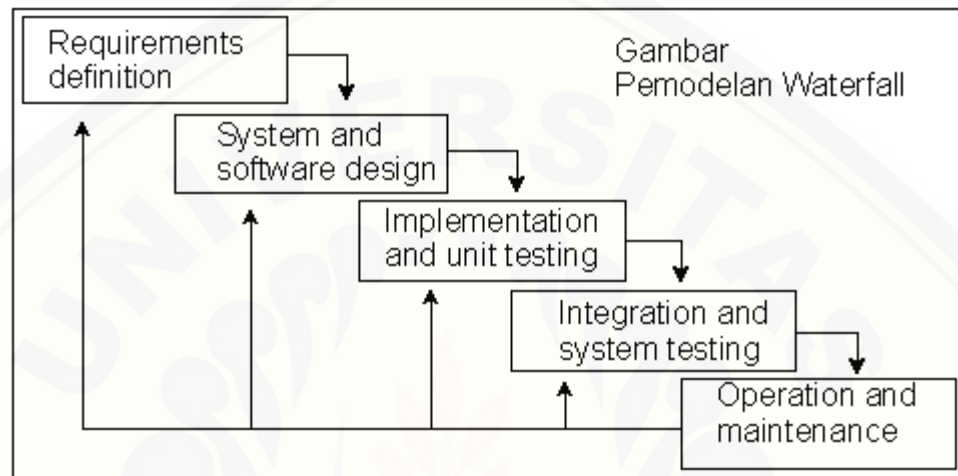 Requirements
definition
Gambar
Pemodelan Waterfall
System and
software design
Implementation
and unit testing
Integration and
system testing
Operation and
maintenance
UNIVERSITAS